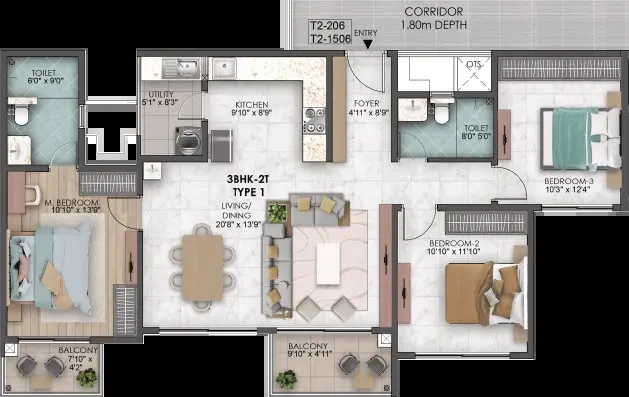 CORRIDOR
1.80m DEPTH
T2-206
T2-1506
ENTRY
TOILET
6'0" x 9'0"
UTILITY
5'1" x 8'3"
KITCHEN
9'10" x 8'9"
FOYER
4'11" x 8'9"
OTS
TOILET
8'0" 5'0"
BEDROOM-3
10'3" x 12'4"
3BHK-2T
TYPE 1
LIVING/
DINING
20'8" x 13'9"
M. BEDROOM
10'10" x 13'9"
BEDROOM-2
10'10" x 11'10"
BALCONY
7'10" x
4'2"
BALCONY
9'10" x 4'11"